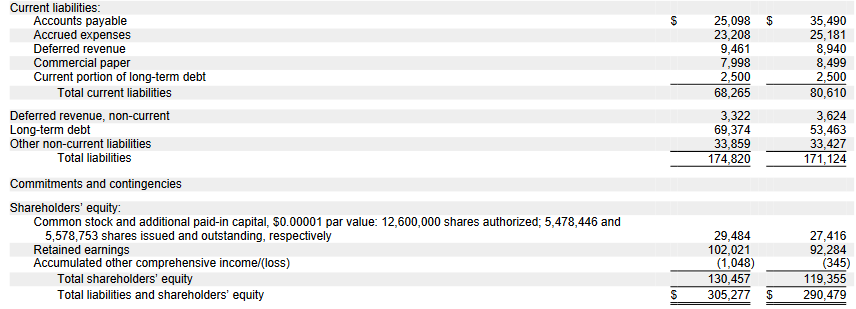 Current liabilities:
Accounts payable $ 25,098 $ 35,490
Accrued expenses 23,208 25,181
Deferred revenue 9,461 8,940
Commercial paper 7,998 8,499
Current portion of long-term debt 2,500 2,500
Total current liabilities 68,265 80,610
Deferred revenue, non-current 3,322 3,624
Long-term debt 69,374 53,463
Other non-current liabilities 33,859 33,427
Total liabilities 174,820 171,124
Commitments and contingencies
Shareholders' equity:
Common stock and additional paid-in capital, $0.00001 par value: 12,600,000 shares authorized; 5,478,446 and
5,578,753 shares issued and outstanding, respectively 29,484 27,416
Retained earnings 102,021 92,284
Accumulated other comprehensive income/(loss) (1,048) (345)
Total shareholders' equity 130,457 119,355
Total liabilities and shareholders' equity $ 305,277 $ 290,479